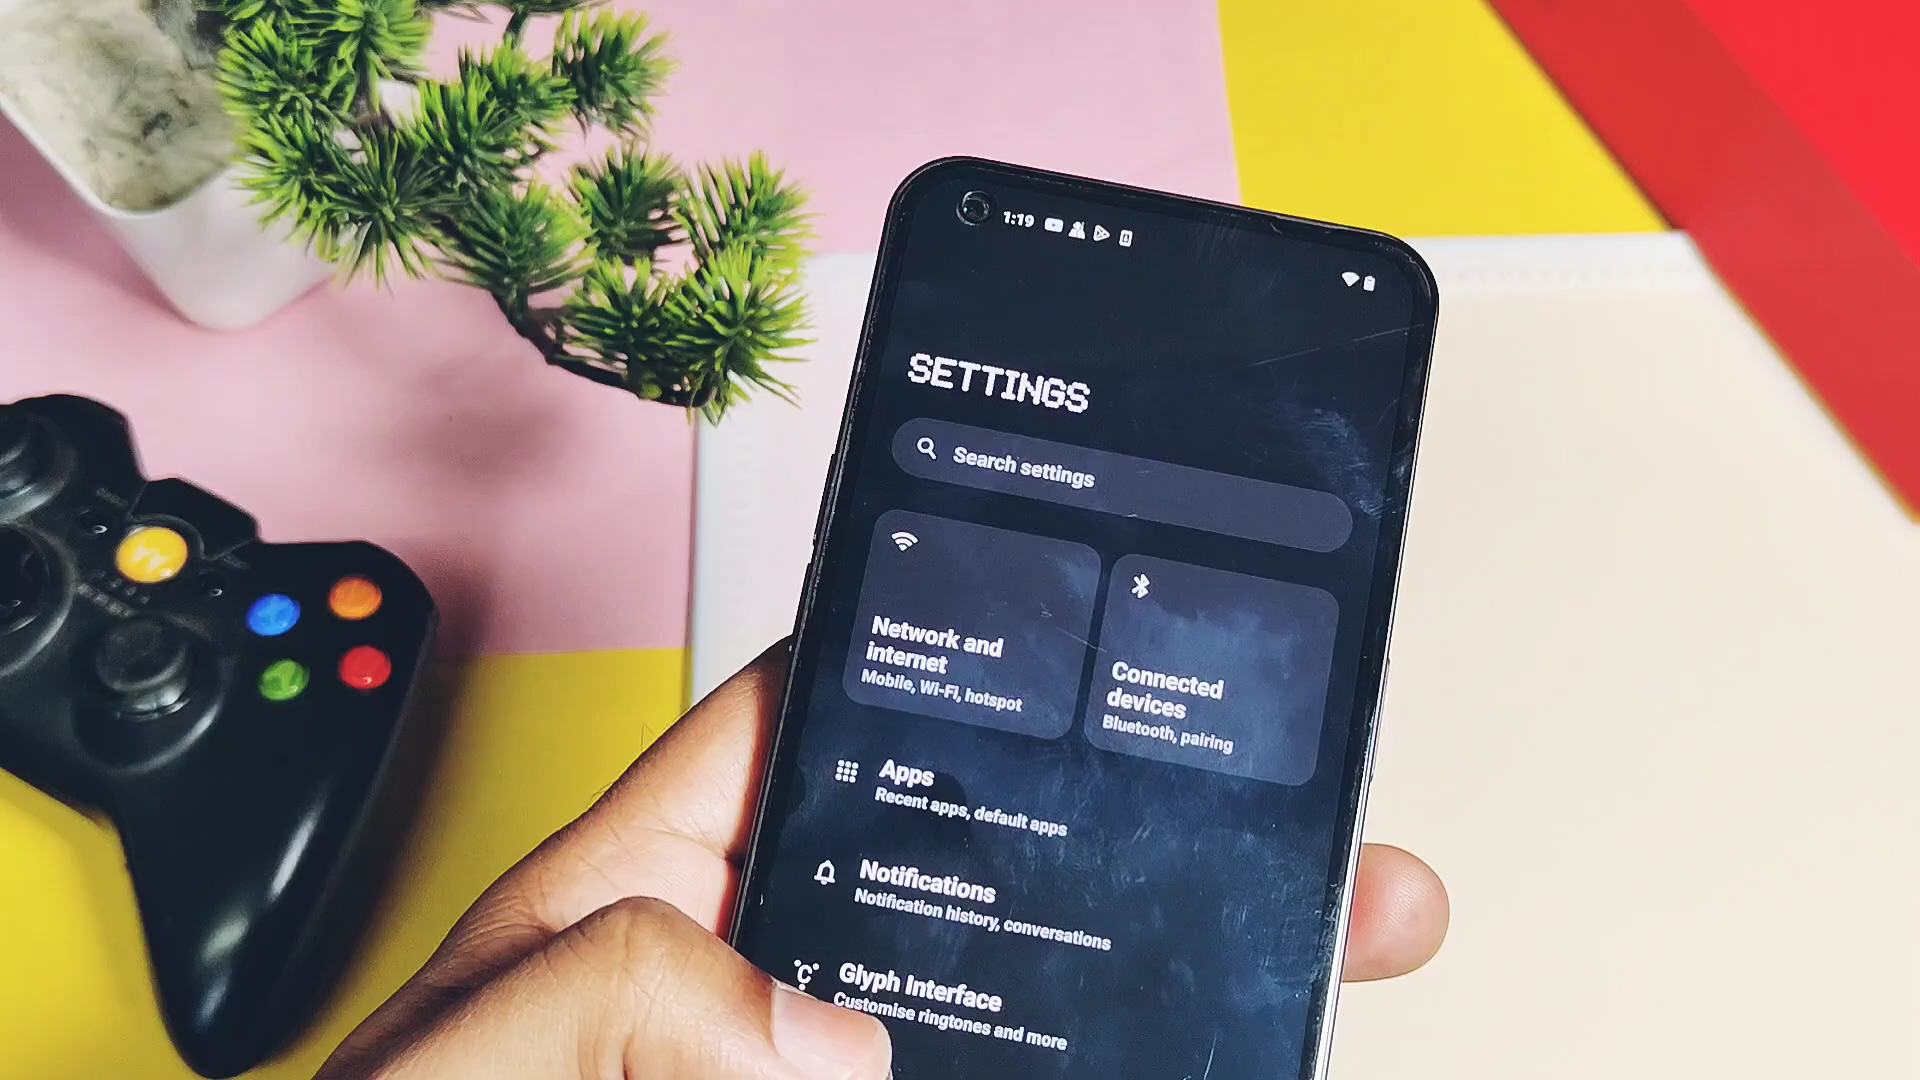 1:19
SETTINGS
Search settings
Network and
internet
Mobile, Wi-Fi, hotspot
Connected
devices
Bluetooth, pairing
Apps
Recent apps, default apps
Notifications
Notification history, conversations
Glyph Interface
Customise ringtones and more